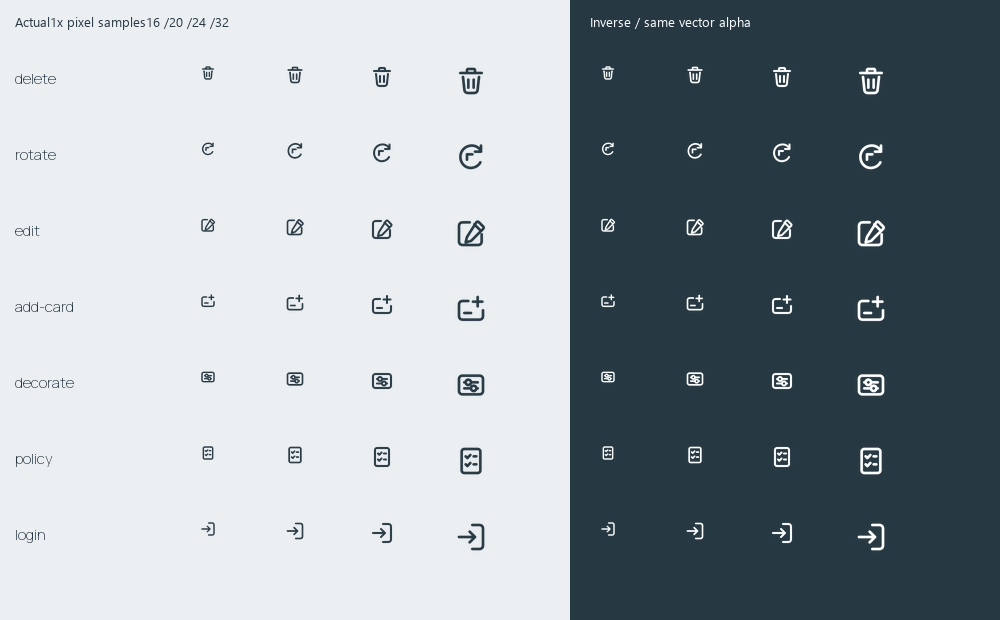 Actual1x pixel samples16 /20 /24 /32
Inverse / same vector alpha
delete
rotate
edit
add-card
decorate
policy
login